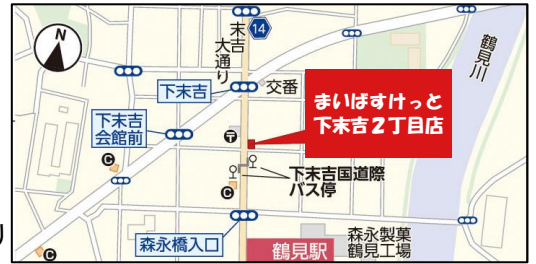 N
末吉
大通り
14
鶴見川
下末吉
交番
まいばすけっと
下末吉2丁目店
下末吉
会館前
〒
C
C
下末吉国道際
バス停
C
り
森永橋入口
鶴見駅
森永製菓
鶴見工場